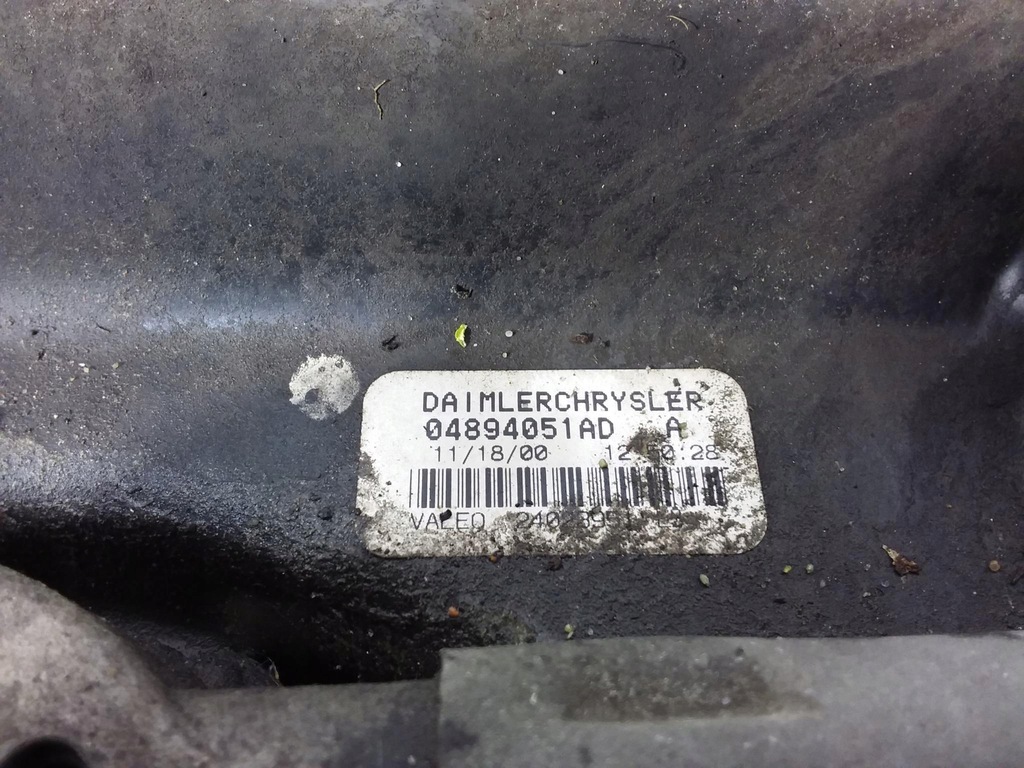 DAIMLERCHRYSLER
04894051AD A
11/18/00 12:50:28
VALEO